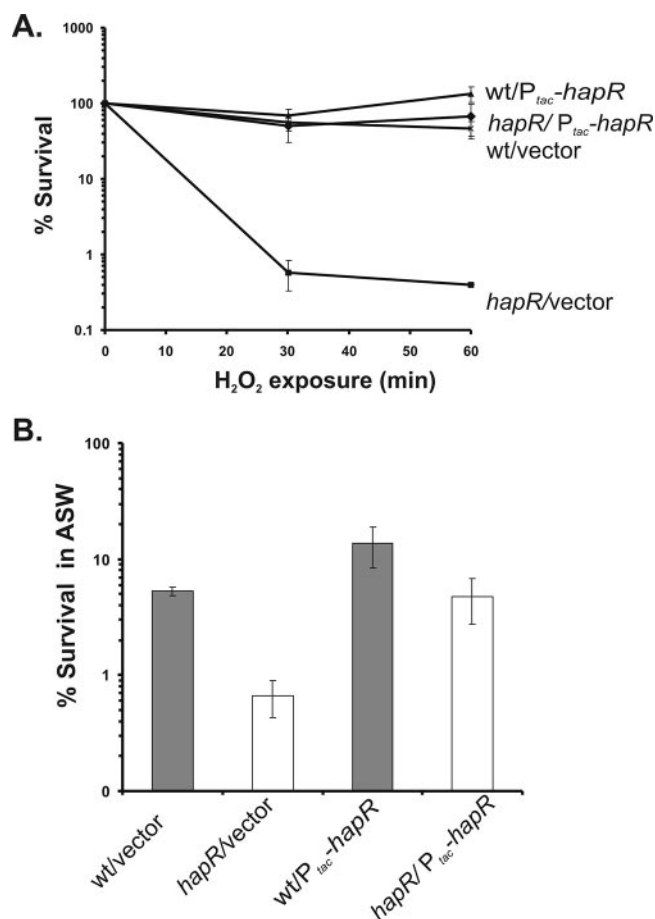 A.
1000
100
10
1
0.1
% Survival
0
10
20
30
40
50
60
H₂O₂ exposure (min)
wt/Ptac-hapR
hapR/ Ptac-hapR
wt/vector
hapR/vector
B.
100
10
1
0
% Survival in ASW
wt/vector
hapR/vector
wt/Ptac-hapR
hapR/ Ptac-hapR